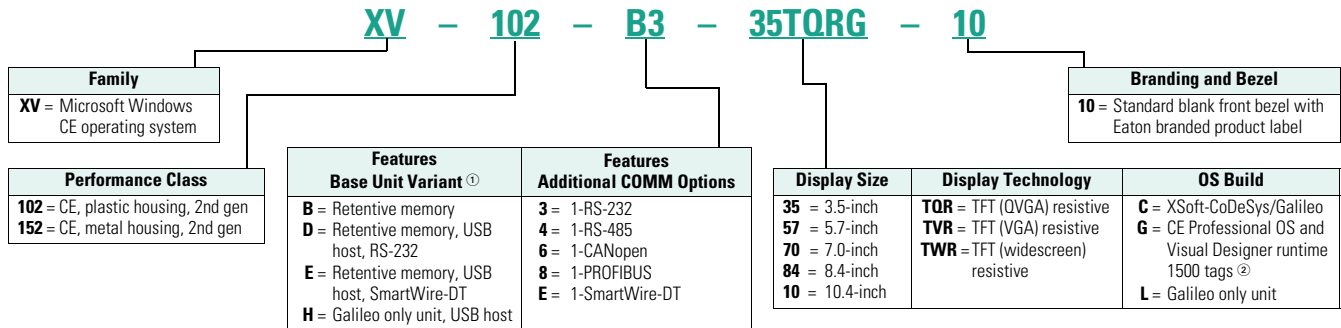 XV – 102 – B3 – 35TQRG – 10
Family
XV = Microsoft Windows
CE operating system
Branding and Bezel
10 = Standard blank front bezel with
Eaton branded product label
Performance Class
102 = CE, plastic housing, 2nd gen
152 = CE, metal housing, 2nd gen
Features
Base Unit Variant ①
B = Retentive memory
D = Retentive memory, USB
host, RS-232
E = Retentive memory, USB
host, SmartWire-DT
H = Galileo only unit, USB host
Features
Additional COMM Options
3 = 1-RS-232
4 = 1-RS-485
6 = 1-CANopen
8 = 1-PROFIBUS
E = 1-SmartWire-DT
Display Size
35 = 3.5-inch
57 = 5.7-inch
70 = 7.0-inch
84 = 8.4-inch
10 = 10.4-inch
Display Technology
TQR = TFT (QVGA) resistive
TVR = TFT (VGA) resistive
TWR = TFT (widescreen)
resistive
OS Build
C = XSoft-CoDeSys/Galileo
G = CE Professional OS and
Visual Designer runtime
1500 tags ②
L = Galileo only unit